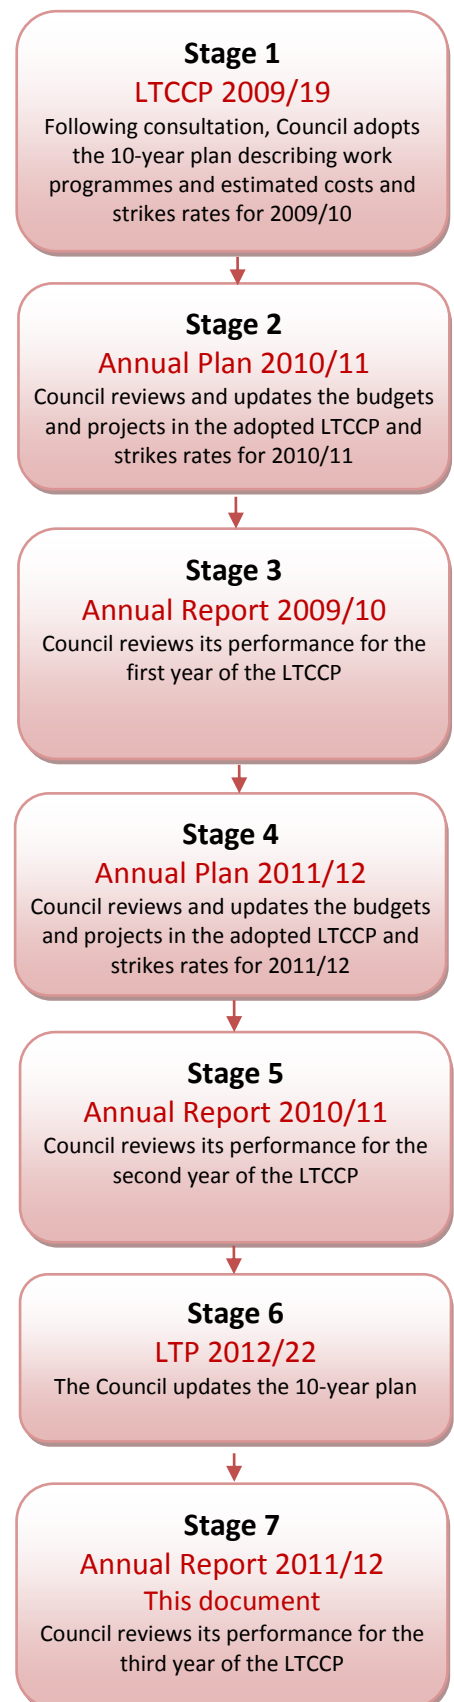 Stage 1
LTCCP 2009/19
Following consultation, Council adopts
the 10-year plan describing work
programmes and estimated costs and
strikes rates for 2009/10
Stage 2
Annual Plan 2010/11
Council reviews and updates the budgets
and projects in the adopted LTCCP and
strikes rates for 2010/11
Stage 3
Annual Report 2009/10
Council reviews its performance for the
first year of the LTCCP
Stage 4
Annual Plan 2011/12
Council reviews and updates the budgets
and projects in the adopted LTCCP and
strikes rates for 2011/12
Stage 5
Annual Report 2010/11
Council reviews its performance for the
second year of the LTCCP
Stage 6
LTP 2012/22
The Council updates the 10-year plan
Stage 7
Annual Report 2011/12
This document
Council reviews its performance for the
third year of the LTCCP